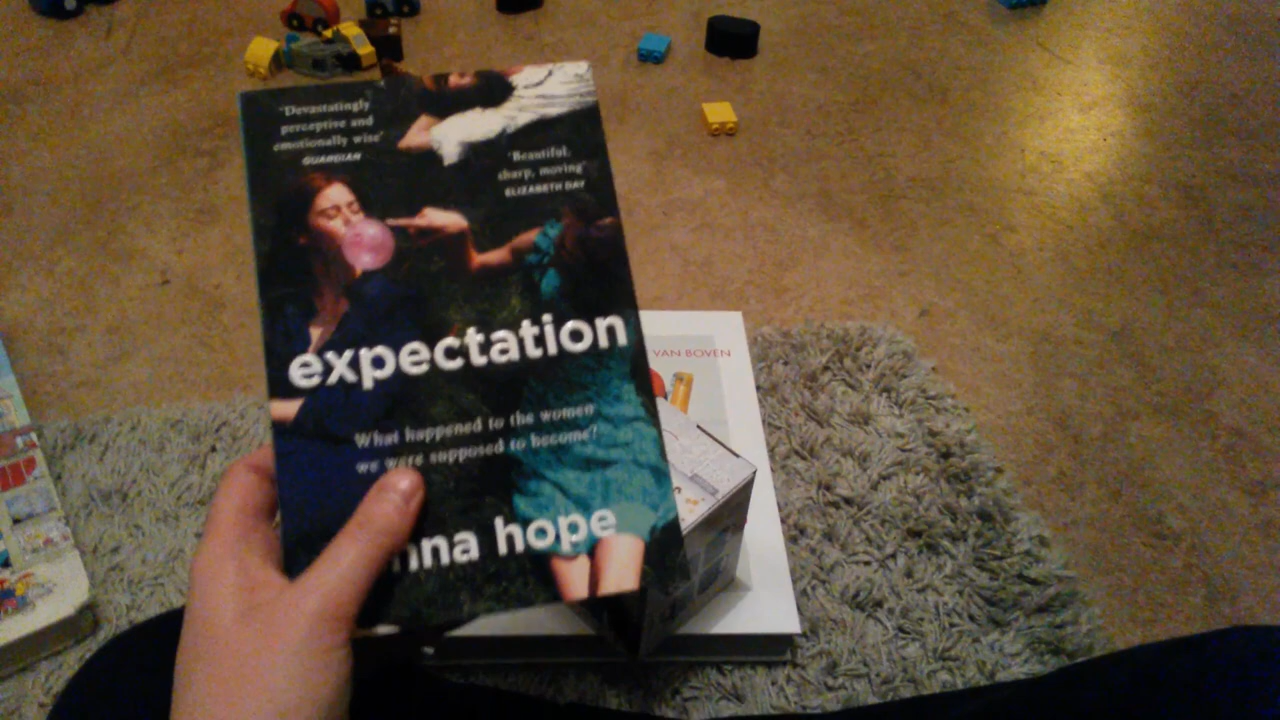 'Devastatingly
perceptive and
emotionally wise'
GUARDIAN
'Beautiful,
sharp, moving'
ELIZABETH DAY
expectation
What happened to the women
we were supposed to become?
nna hope
VAN BOVEN